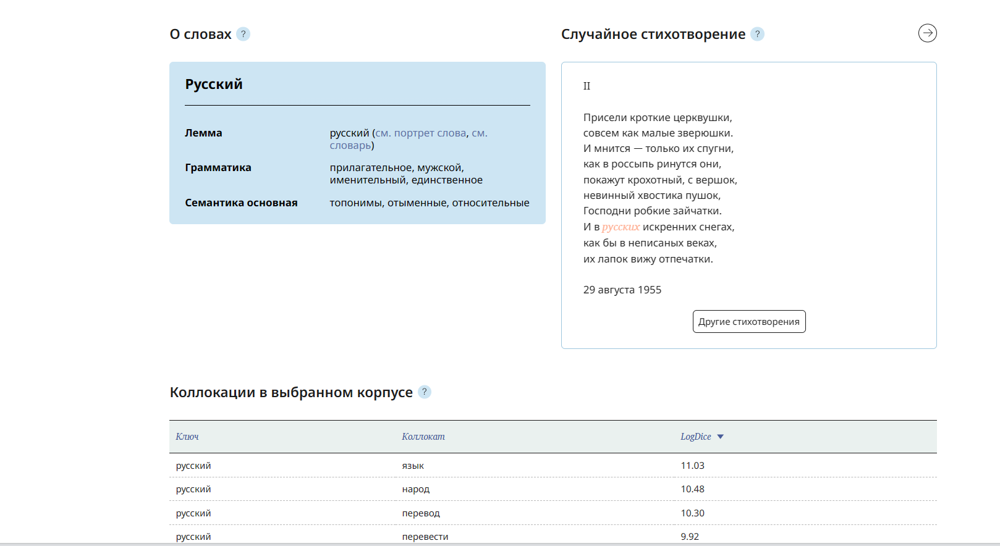 О словах ?
Русский
Лемма
русский (см. портрет слова, см.
словарь)
Грамматика
прилагательное, мужской,
именительный, единственное
Семантика основная
топонимы, отыменные, относительные
Случайное стихотворение ?
II
Присели кроткие церквушки,
совсем как малые зверюшки.
И мнится — только их спугни,
как в россыпь ринутся они,
покажут крохотный, с вершок,
невинный хвостика пушок,
Господни робкие зайчатки.
И в русских искренних снегах,
как бы в неписаных веках,
их лапок вижу отпечатки.
29 августа 1955
Другие стихотворения
Коллокации в выбранном корпусе ?
Ключ Коллокат LogDice
русский язык 11.03
русский народ 10.48
русский перевод 10.30
русский перевести 9.92